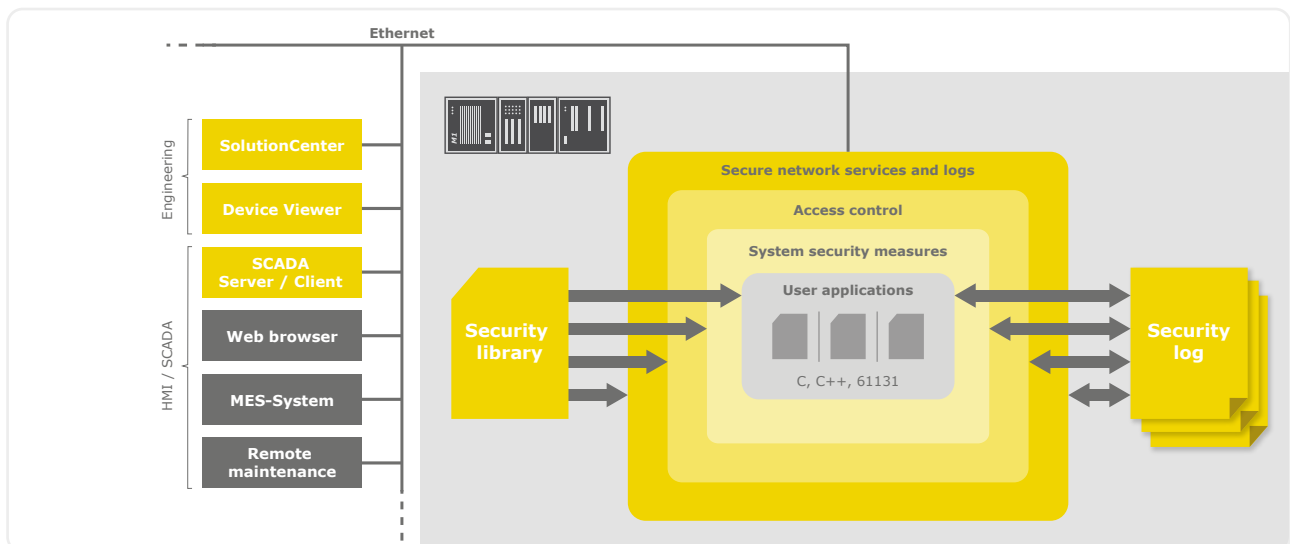 Ethernet
Engineering
SolutionCenter
Device Viewer
HMI / SCADA
SCADA
Server / Client
Web browser
MES-System
Remote
maintenance
M1
Secure network services and logs
Access control
System security measures
User applications
C, C++, 61131
Security
library
Security
log